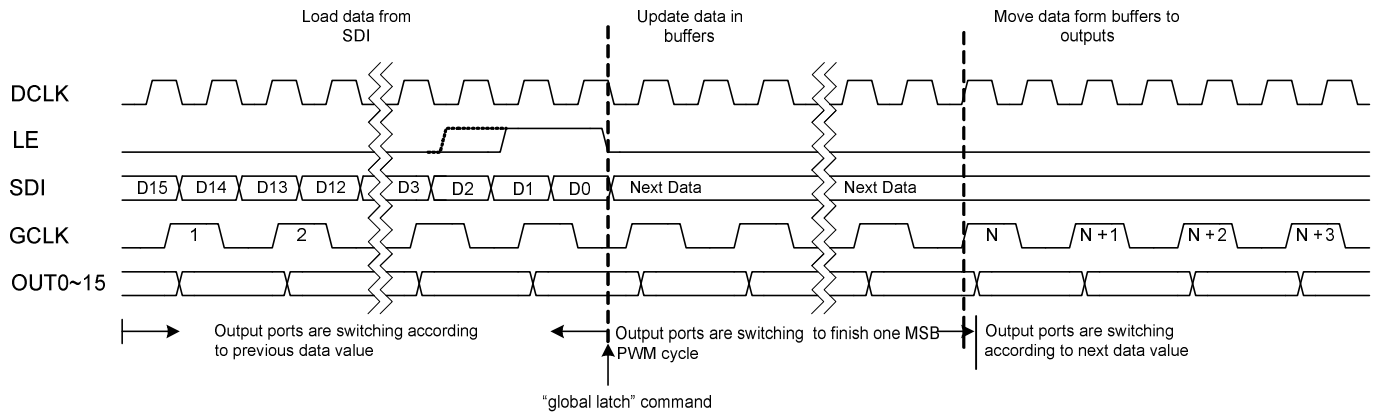 Load data from
SDI
Update data in
buffers
Move data form buffers to
outputs
DCLK
LE
SDI D15 D14 D13 D12 D3 D2 D1 D0 Next Data Next Data
GCLK 1 2 N N +1 N +2 N +3
OUT0~15
Output ports are switching according
to previous data value
Output ports are switching to finish one MSB
PWM cycle
Output ports are switching
according to next data value
“global latch” command